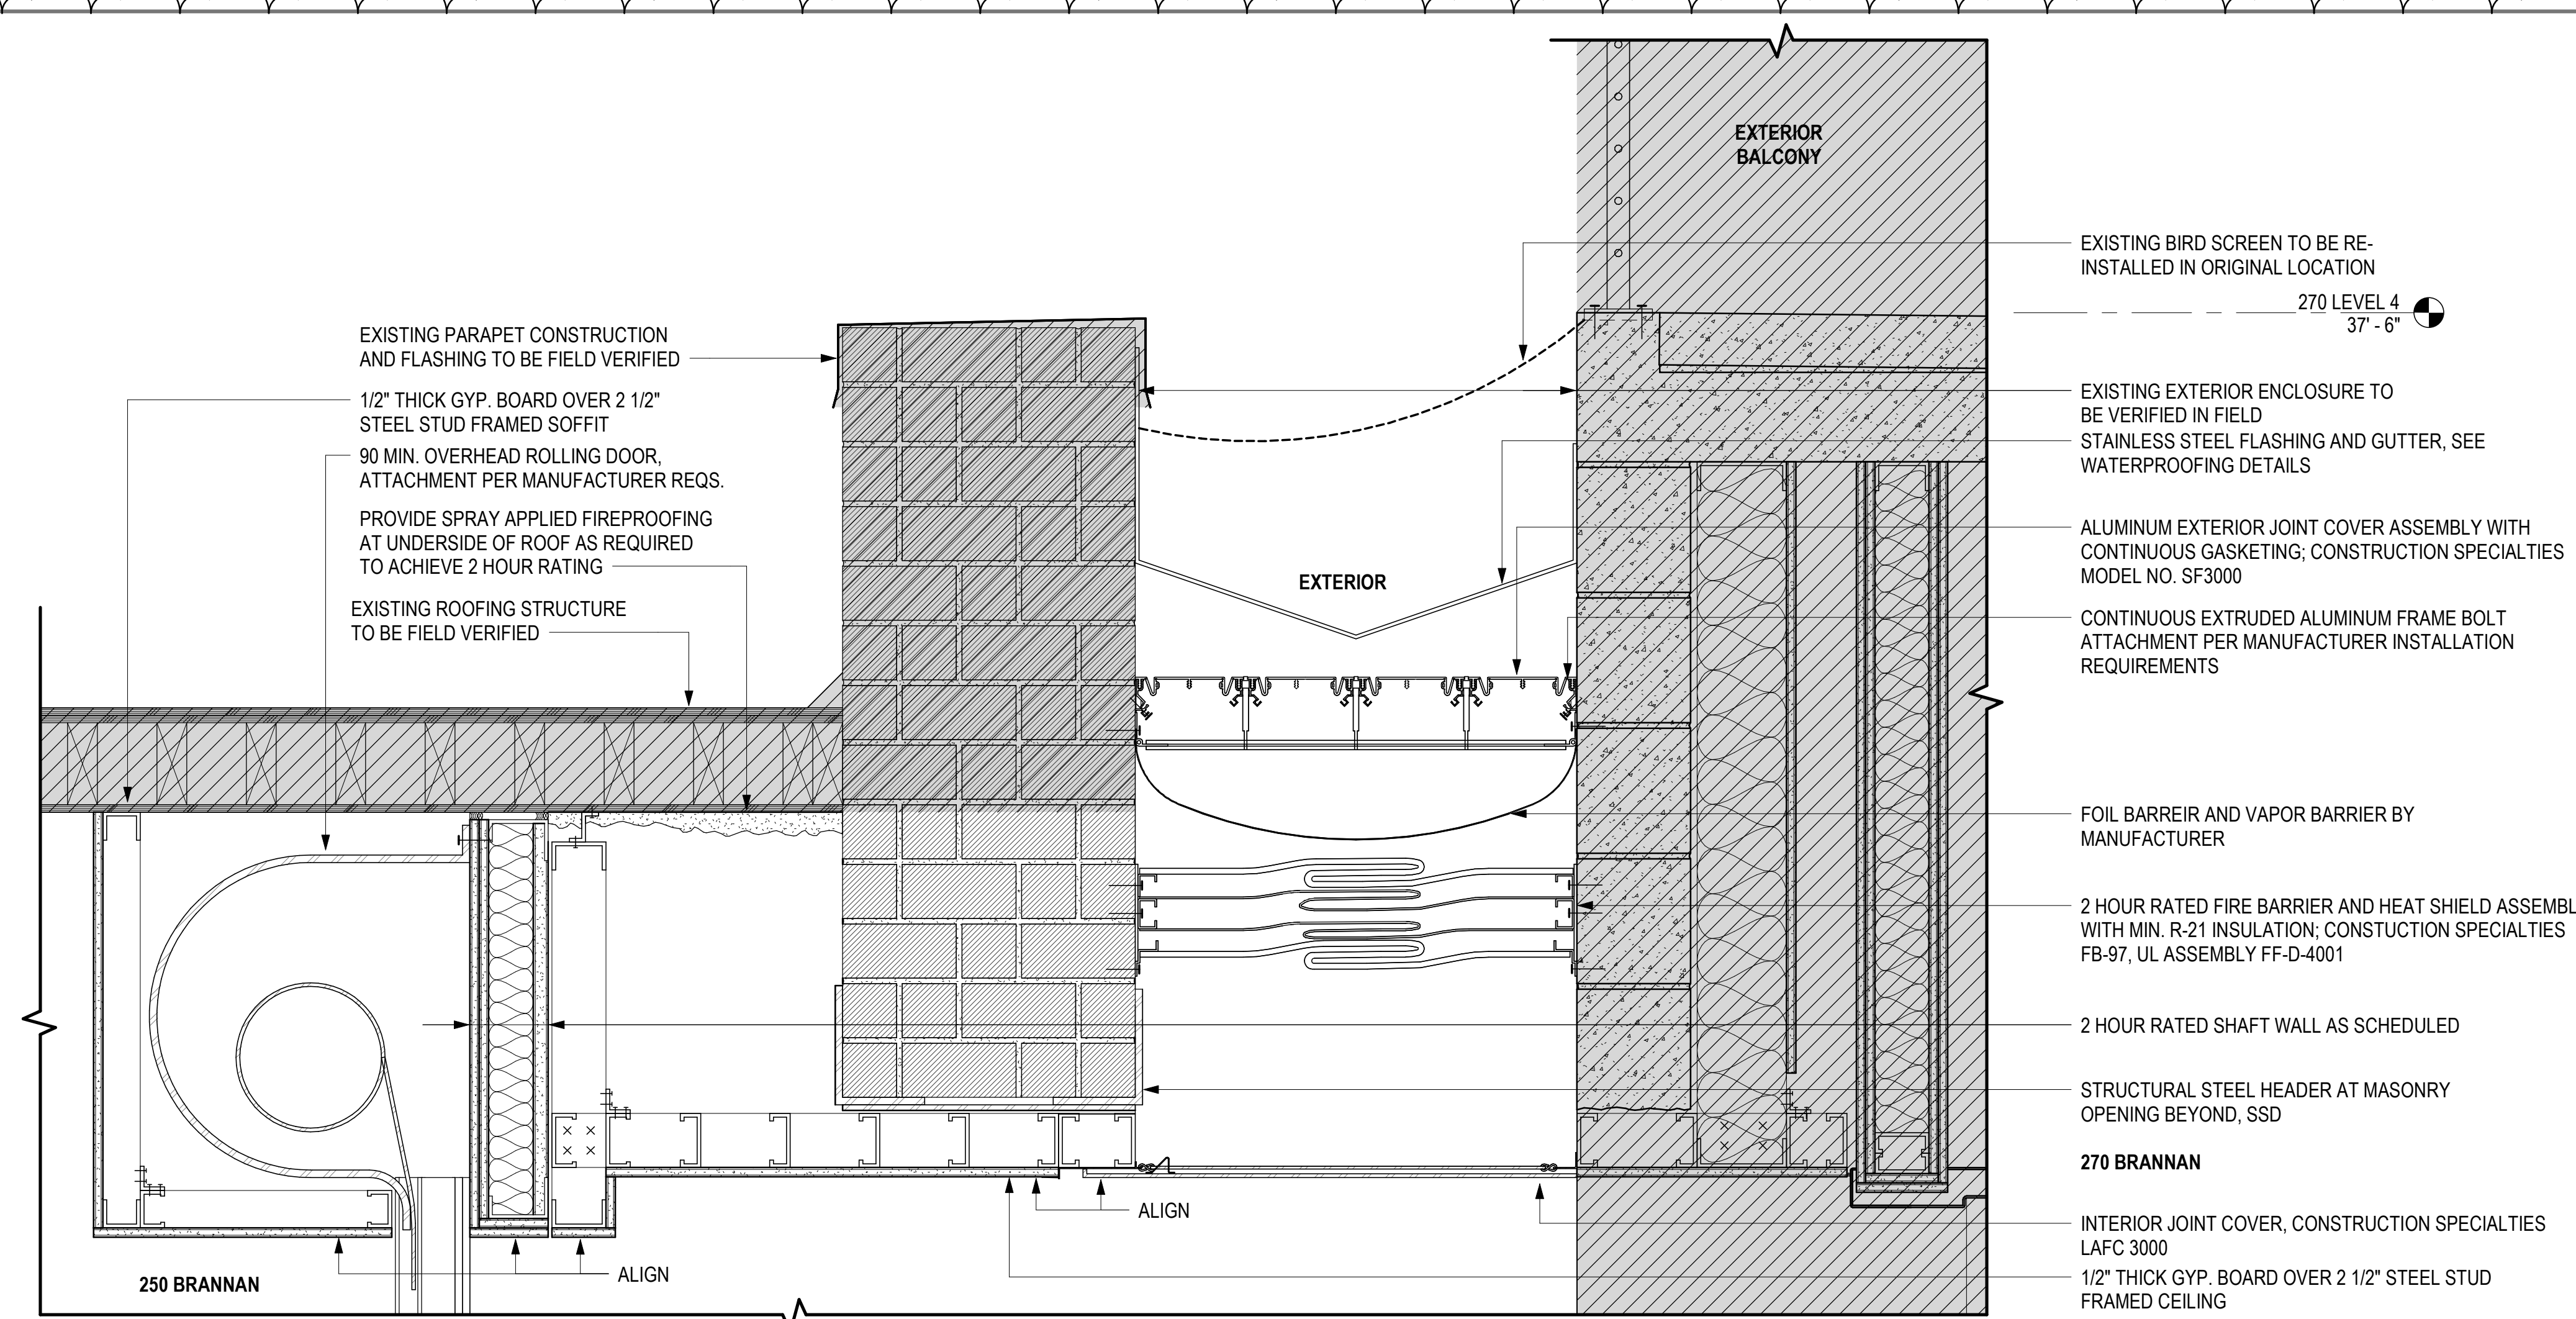 EXTERIOR
BALCONY
EXISTING BIRD SCREEN TO BE RE-
INSTALLED IN ORIGINAL LOCATION
270 LEVEL 4
37' - 6"
EXISTING PARAPET CONSTRUCTION
AND FLASHING TO BE FIELD VERIFIED
1/2" THICK GYP. BOARD OVER 2 1/2"
STEEL STUD FRAMED SOFFIT
90 MIN. OVERHEAD ROLLING DOOR,
ATTACHMENT PER MANUFACTURER REQS.
PROVIDE SPRAY APPLIED FIREPROOFING
AT UNDERSIDE OF ROOF AS REQUIRED
TO ACHIEVE 2 HOUR RATING
EXISTING ROOFING STRUCTURE
TO BE FIELD VERIFIED
EXTERIOR
EXISTING EXTERIOR ENCLOSURE TO
BE VERIFIED IN FIELD
STAINLESS STEEL FLASHING AND GUTTER, SEE
WATERPROOFING DETAILS
ALUMINUM EXTERIOR JOINT COVER ASSEMBLY WITH
CONTINUOUS GASKETING; CONSTRUCTION SPECIALTIES
MODEL NO. SF3000
CONTINUOUS EXTRUDED ALUMINUM FRAME BOLT
ATTACHMENT PER MANUFACTURER INSTALLATION
REQUIREMENTS
FOIL BARREIR AND VAPOR BARRIER BY
MANUFACTURER
2 HOUR RATED FIRE BARRIER AND HEAT SHIELD ASSEMBL
WITH MIN. R-21 INSULATION; CONSTUCTION SPECIALTIES
FB-97, UL ASSEMBLY FF-D-4001
2 HOUR RATED SHAFT WALL AS SCHEDULED
STRUCTURAL STEEL HEADER AT MASONRY
OPENING BEYOND, SSD
270 BRANNAN
INTERIOR JOINT COVER, CONSTRUCTION SPECIALTIES
LAFC 3000
1/2" THICK GYP. BOARD OVER 2 1/2" STEEL STUD
FRAMED CEILING
ALIGN
ALIGN
250 BRANNAN